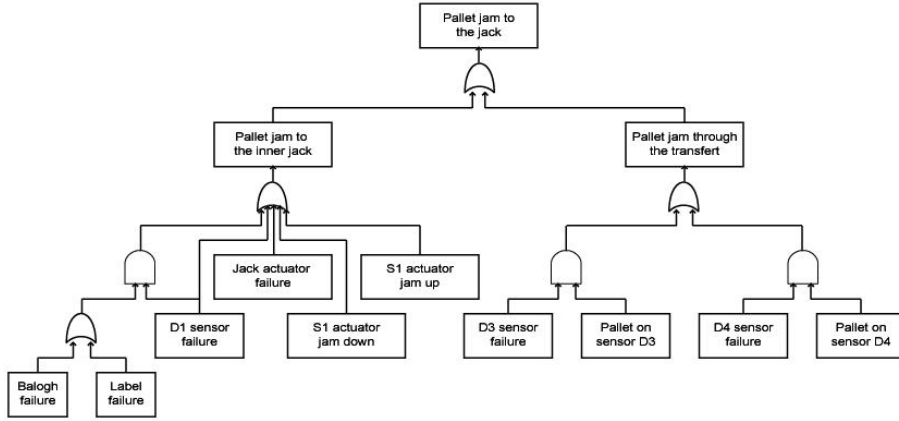 Pallet jam to
the jack
Pallet jam to
the inner jack
Pallet jam through
the transfert
Jack actuator
failure
S1 actuator
jam up
D1 sensor
failure
S1 actuator
jam down
D3 sensor
failure
Pallet on
sensor D3
D4 sensor
failure
Pallet on
sensor D4
Balogh
failure
Label
failure